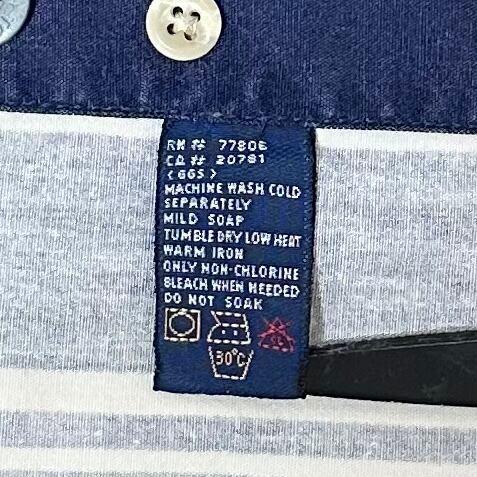 RN # 77806
CA # 20781
(GGS)
MACHINE WASH COLD
SEPARATELY
MILD SOAP
TUMBLE DRY LOW HEAT
WARM IRON
ONLY NON-CHLORINE
BLEACH WHEN NEEDED
DO NOT SOAK
30°C